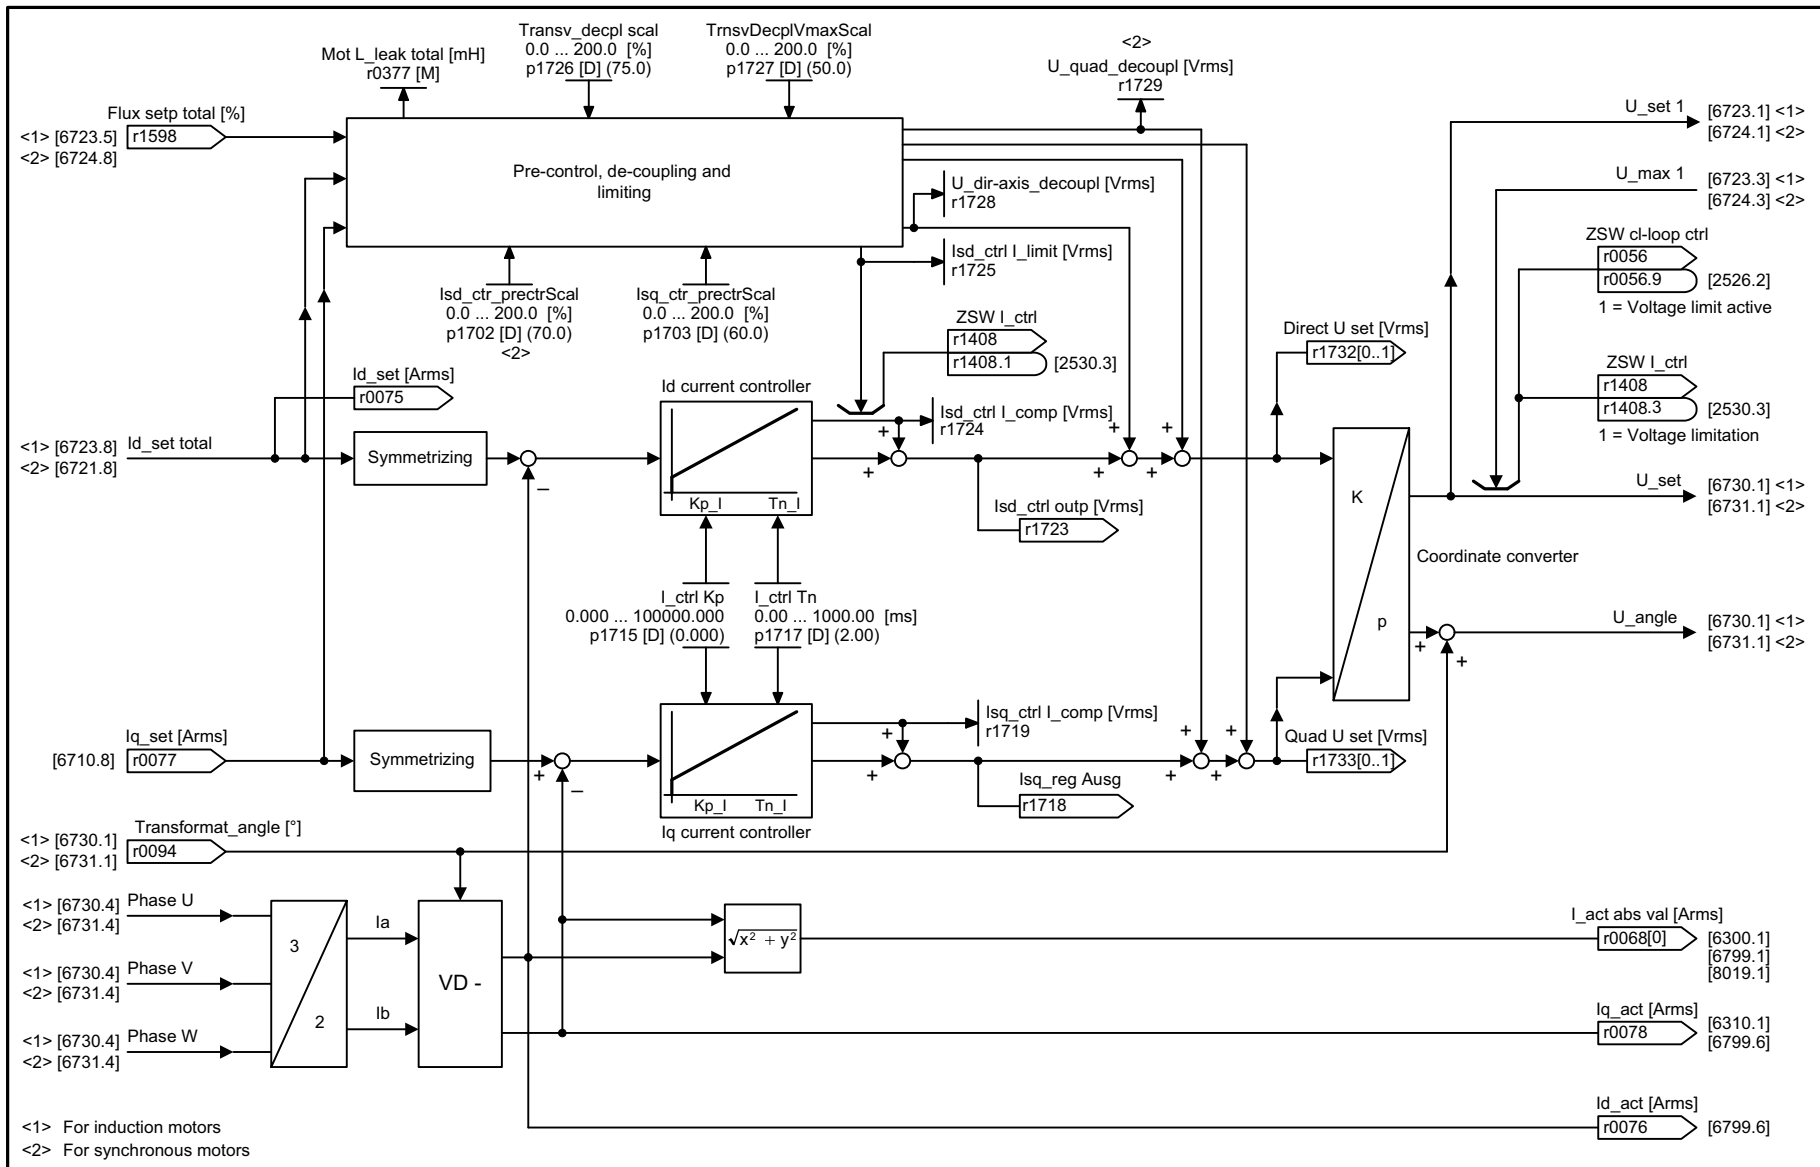 Transv_decpl scal
0.0 ... 200.0 [%]
p1726 [D] (75.0)
TrnsvDecplVmaxScal
0.0 ... 200.0 [%]
p1727 [D] (50.0)
Mot L_leak total [mH]
r0377 [M]
<2>
U_quad_decoupl [Vrms]
r1729
Flux setp total [%]
<1> [6723.5]
r1598
<2> [6724.8]
Pre-control, de-coupling and
limiting
U_set 1
[6723.1] <1>
[6724.1] <2>
U_max 1
[6723.3] <1>
[6724.3] <2>
U_dir-axis_decoupl [Vrms]
r1728
Isd_ctrl I_limit [Vrms]
r1725
ZSW cl-loop ctrl
r0056
r0056.9
[2526.2]
1 = Voltage limit active
Isd_ctr_prectrScal
0.0 ... 200.0 [%]
p1702 [D] (70.0)
<2>
Isq_ctr_prectrScal
0.0 ... 200.0 [%]
p1703 [D] (60.0)
ZSW I_ctrl
r1408
r1408.1
[2530.3]
Direct U set [Vrms]
r1732[0..1]
ZSW I_ctrl
r1408
r1408.3
[2530.3]
1 = Voltage limitation
Id_set [Arms]
r0075
Id current controller
Isd_ctrl I_comp [Vrms]
r1724
<1> [6723.8]
<2> [6721.8]
Id_set total
Symmetrizing
–
Kp_I
Tn_I
+
+
+
+
+
+
Isd_ctrl outp [Vrms]
r1723
K
p
Coordinate converter
U_set
[6730.1] <1>
[6731.1] <2>
I_ctrl Kp
0.000 ... 100000.000
p1715 [D] (0.000)
I_ctrl Tn
0.00 ... 1000.00 [ms]
p1717 [D] (2.00)
U_angle
[6730.1] <1>
[6731.1] <2>
+
+
Iq_set [Arms]
[6710.8]
r0077
Symmetrizing
+
–
Kp_I
Tn_I
Iq current controller
Isq_ctrl I_comp [Vrms]
r1719
+
+
+
+
+
+
Isq_reg Ausg
r1718
Quad U set [Vrms]
r1733[0..1]
Transformat_angle [°]
<1> [6730.1]
<2> [6731.1]
r0094
<1> [6730.4]
<2> [6731.4]
Phase U
<1> [6730.4]
<2> [6731.4]
Phase V
<1> [6730.4]
<2> [6731.4]
Phase W
3
2
Ia
Ib
VD -
√x² + y²
I_act abs val [Arms]
r0068[0]
[6300.1]
[6799.1]
[8019.1]
Iq_act [Arms]
r0078
[6310.1]
[6799.6]
Id_act [Arms]
r0076
[6799.6]
<1> For induction motors
<2> For synchronous motors